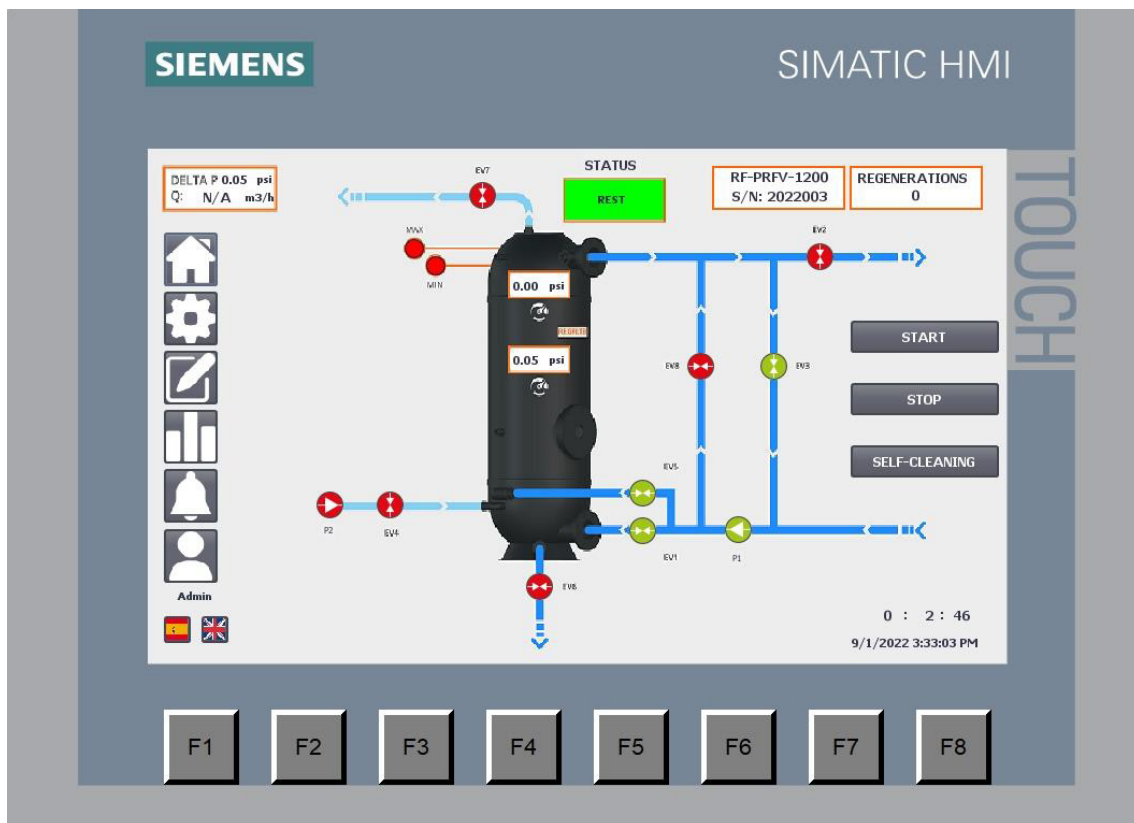 SIEMENS
SIMATIC HMI
TOUCH
DELTA P 0.05 psi
Q: N/A m3/h
EV7
STATUS
REST
RF-PRFV-1200
S/N: 2022003
REGENERATIONS
0
MAX
MIN
EV2
0.00 psi
0.05 psi
EV8
EV3
START
STOP
SELF-CLEANING
EV5
P2
EV4
EV1
P1
EV6
Admin
0 : 2 : 46
9/1/2022 3:33:03 PM
F1
F2
F3
F4
F5
F6
F7
F8